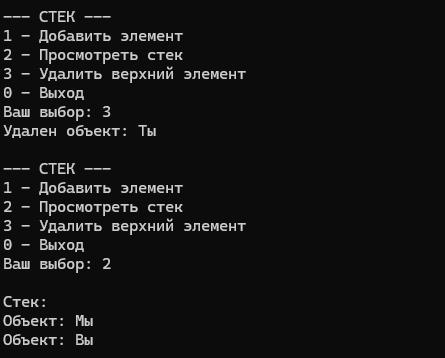 --- СТЕК ---
1 - Добавить элемент
2 - Просмотреть стек
3 - Удалить верхний элемент
0 - Выход
Ваш выбор: 3
Удален объект: Ты
--- СТЕК ---
1 - Добавить элемент
2 - Просмотреть стек
3 - Удалить верхний элемент
0 - Выход
Ваш выбор: 2
Стек:
Объект: Мы
Объект: Вы